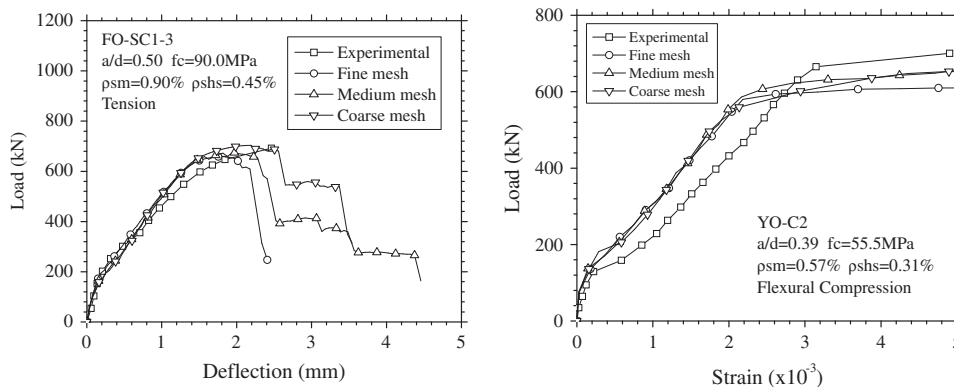 1200
1000
800
600
400
200
0
Load (kN)
FO-SC1-3
a/d=0.50 fc=90.0MPa
ρsm=0.90% ρshs=0.45%
Tension
Experimental
Fine mesh
Medium mesh
Coarse mesh
0 1 2 3 4 5
Deflection (mm)
800
600
400
200
0
Load (kN)
Experimental
Fine mesh
Medium mesh
Coarse mesh
YO-C2
a/d=0.39 fc=55.5MPa
ρsm=0.57% ρshs=0.31%
Flexural Compression
0 1 2 3 4 5
Strain (x10⁻³)